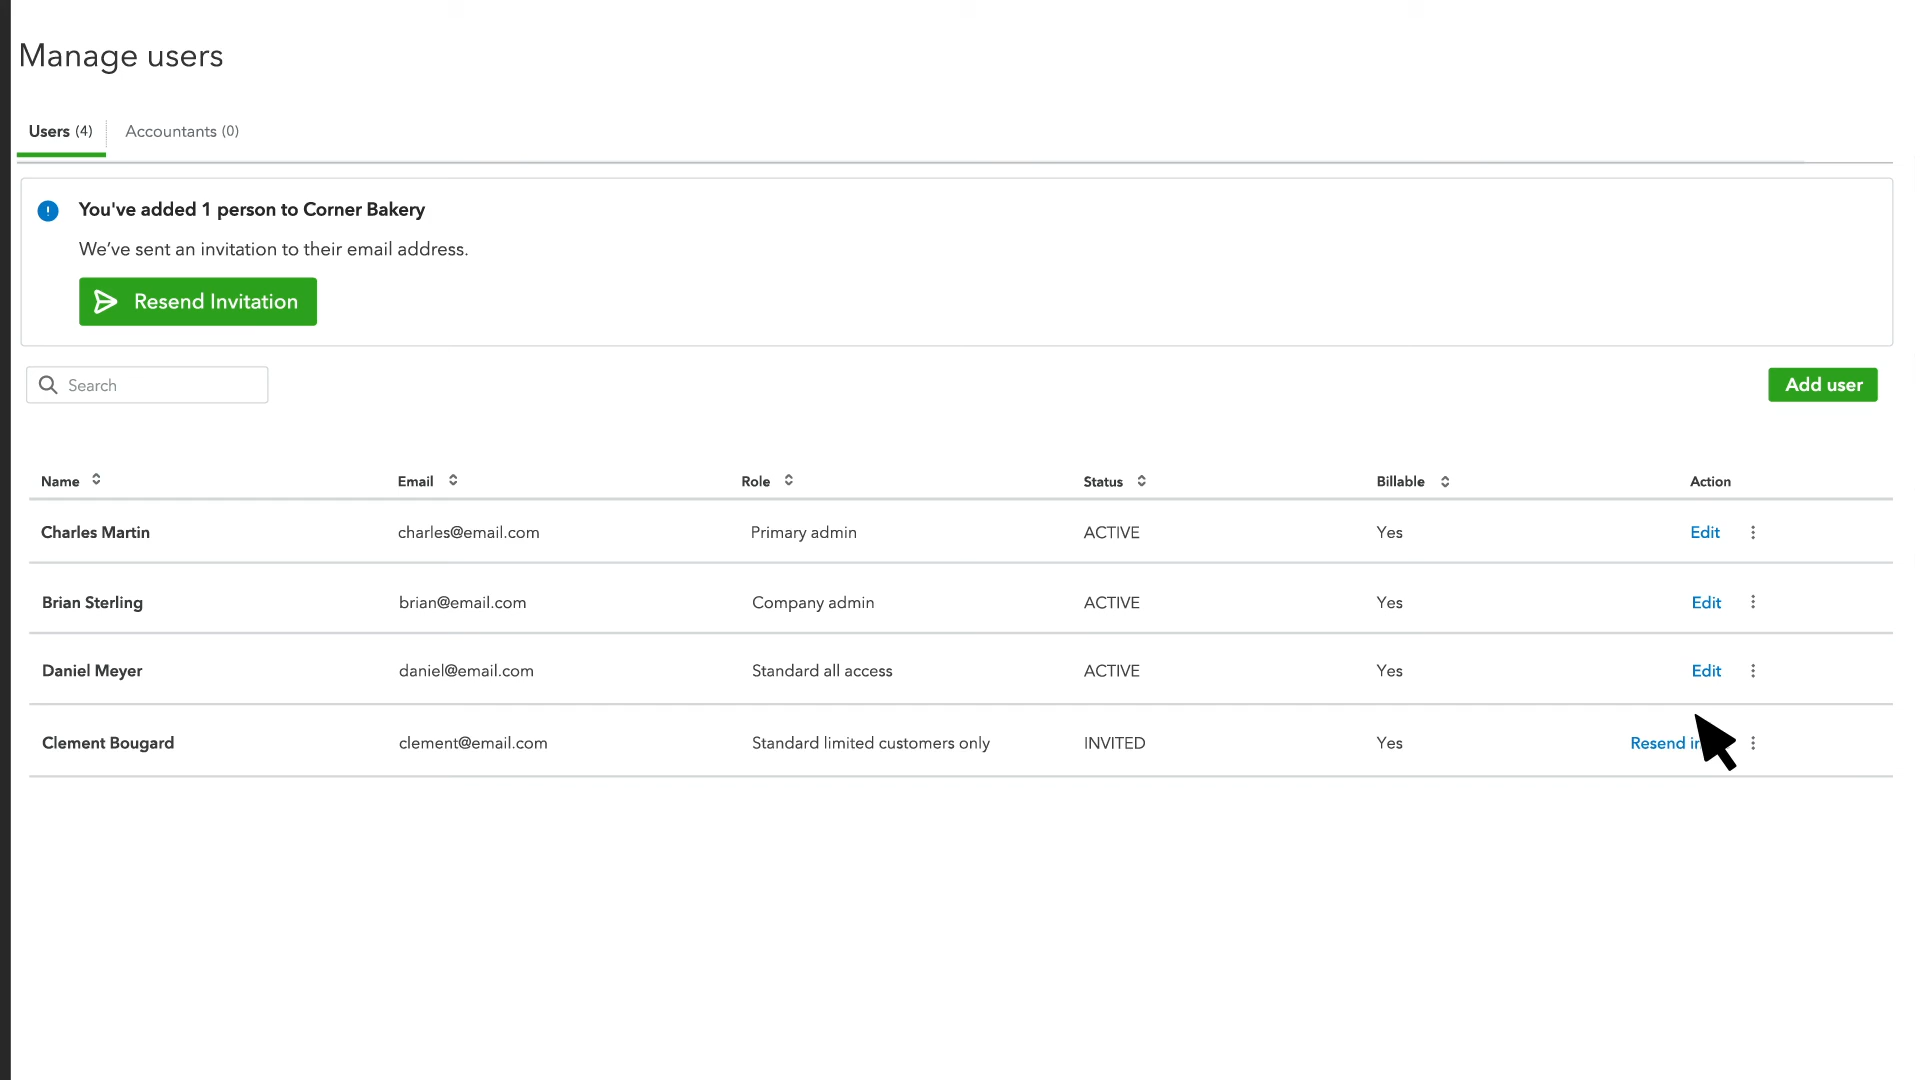 Manage users
Users (4) Accountants (0)
You've added 1 person to Corner Bakery
We’ve sent an invitation to their email address.
Resend Invitation
Search
Add user
Name Email Role Status Billable Action
Charles Martin charles@email.com Primary admin ACTIVE Yes Edit
Brian Sterling brian@email.com Company admin ACTIVE Yes Edit
Daniel Meyer daniel@email.com Standard all access ACTIVE Yes Edit
Clement Bougard clement@email.com Standard limited customers only INVITED Yes Resend